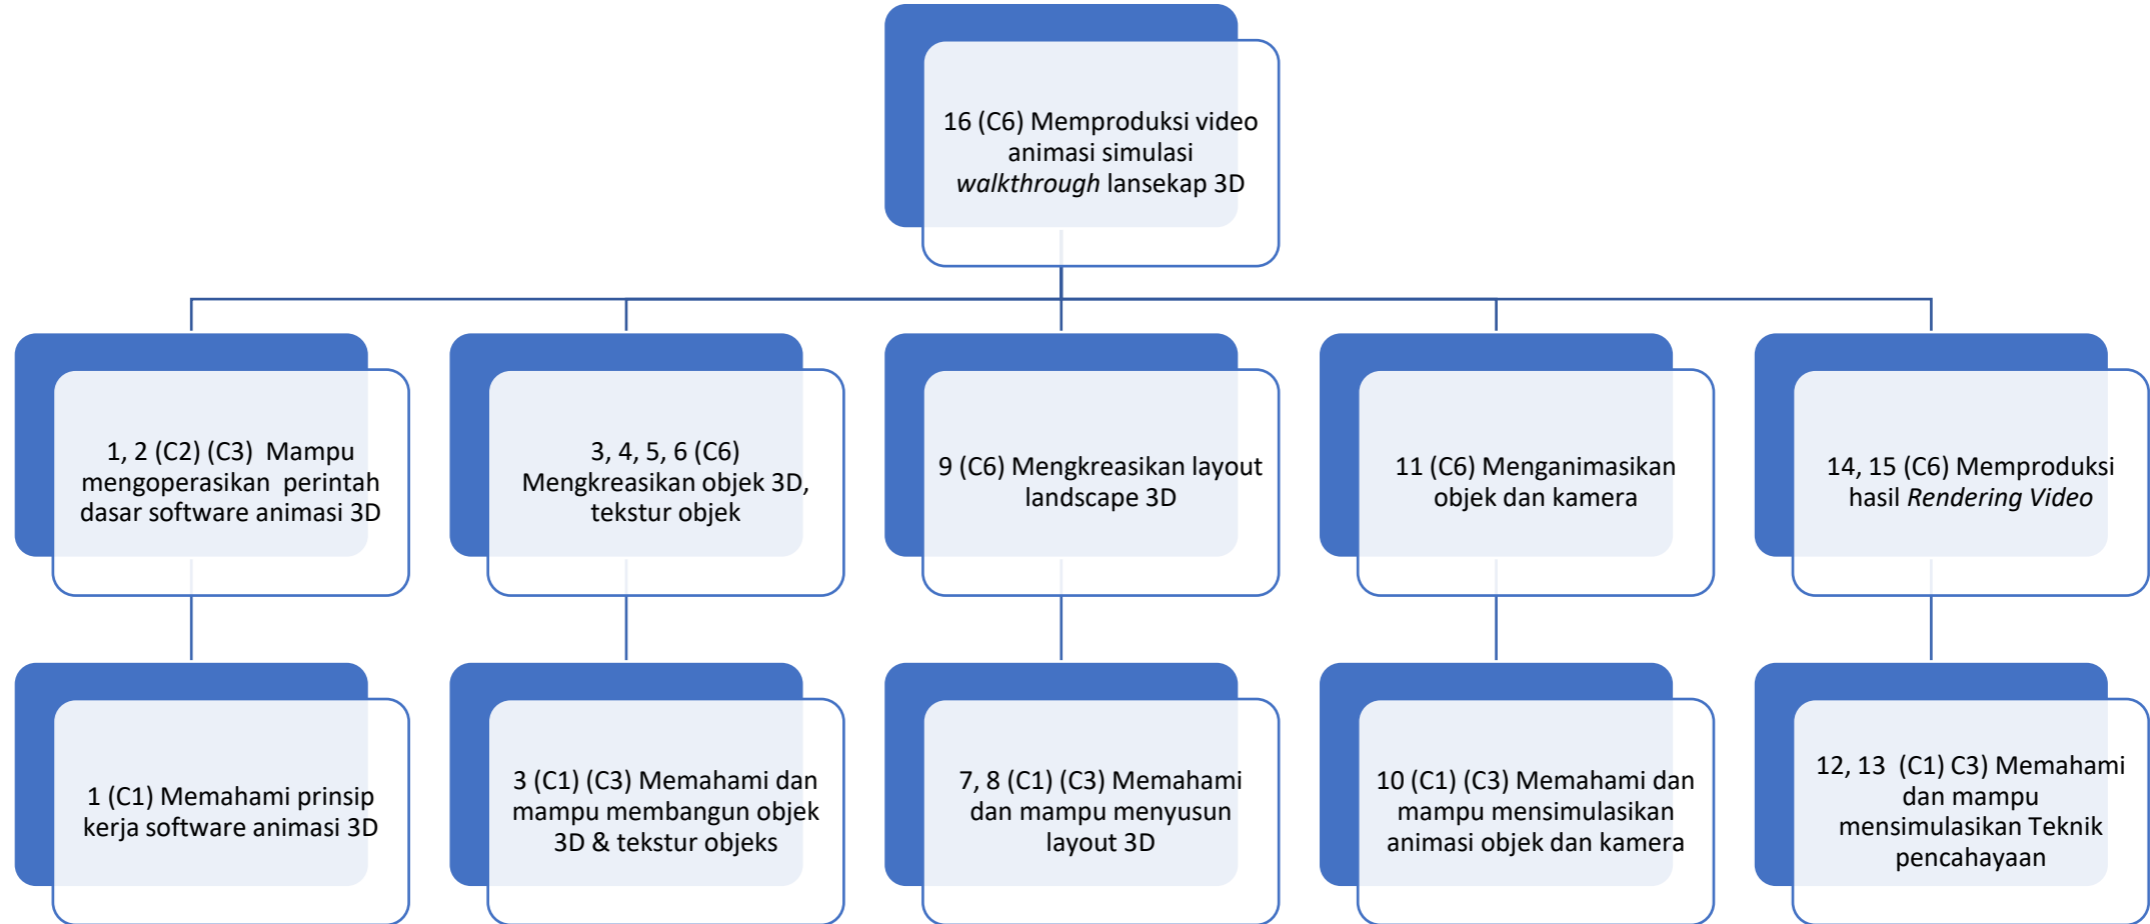 16 (C6) Memproduksi video
animasi simulasi
walkthrough lansekap 3D
1, 2 (C2) (C3)  Mampu
mengoperasikan  perintah
dasar software animasi 3D
3, 4, 5, 6 (C6)
Mengkreasikan objek 3D,
tekstur objek
9 (C6) Mengkreasikan layout
landscape 3D
11 (C6) Menganimasikan
objek dan kamera
14, 15 (C6) Memproduksi
hasil Rendering Video
1 (C1) Memahami prinsip
kerja software animasi 3D
3 (C1) (C3) Memahami dan
mampu membangun objek
3D & tekstur objeks
7, 8 (C1) (C3) Memahami
dan mampu menyusun
layout 3D
10 (C1) (C3) Memahami dan
mampu mensimulasikan
animasi objek dan kamera
12, 13  (C1) C3) Memahami
dan mampu
mensimulasikan Teknik
pencahayaan